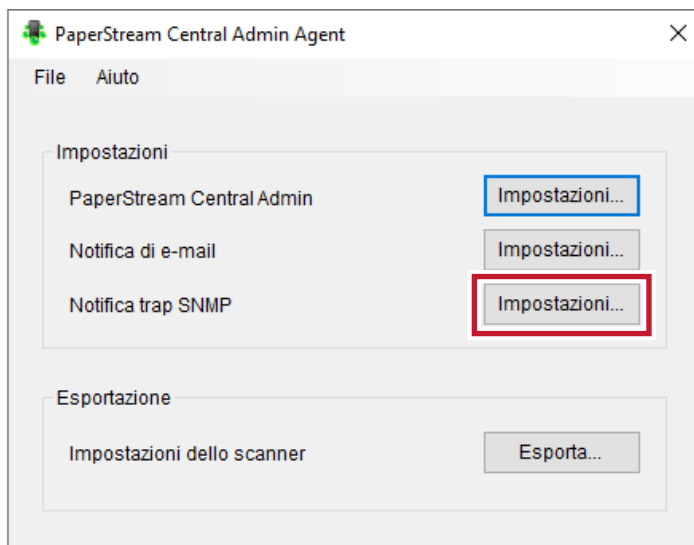 PaperStream Central Admin Agent
File Aiuto
Impostazioni
PaperStream Central Admin Impostazioni...
Notifica di e-mail Impostazioni...
Notifica trap SNMP Impostazioni...
Esportazione
Impostazioni dello scanner Esporta...